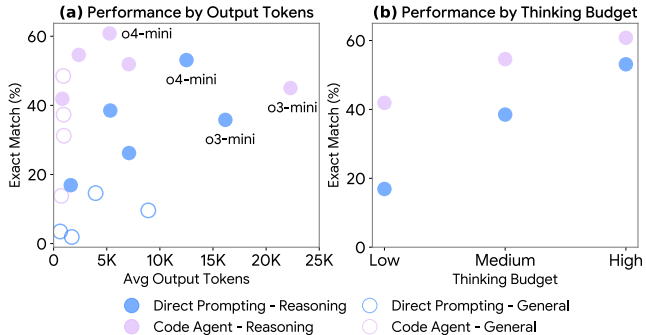 (a) Performance by Output Tokens
Exact Match (%)
60
40
20
0
o4-mini
o4-mini
o3-mini
o3-mini
0
5K
10K
15K
20K
25K
Avg Output Tokens
(b) Performance by Thinking Budget
Exact Match (%)
60
40
20
0
Low
Medium
High
Thinking Budget
Direct Prompting - Reasoning
Direct Prompting - General
Code Agent - Reasoning
Code Agent - General